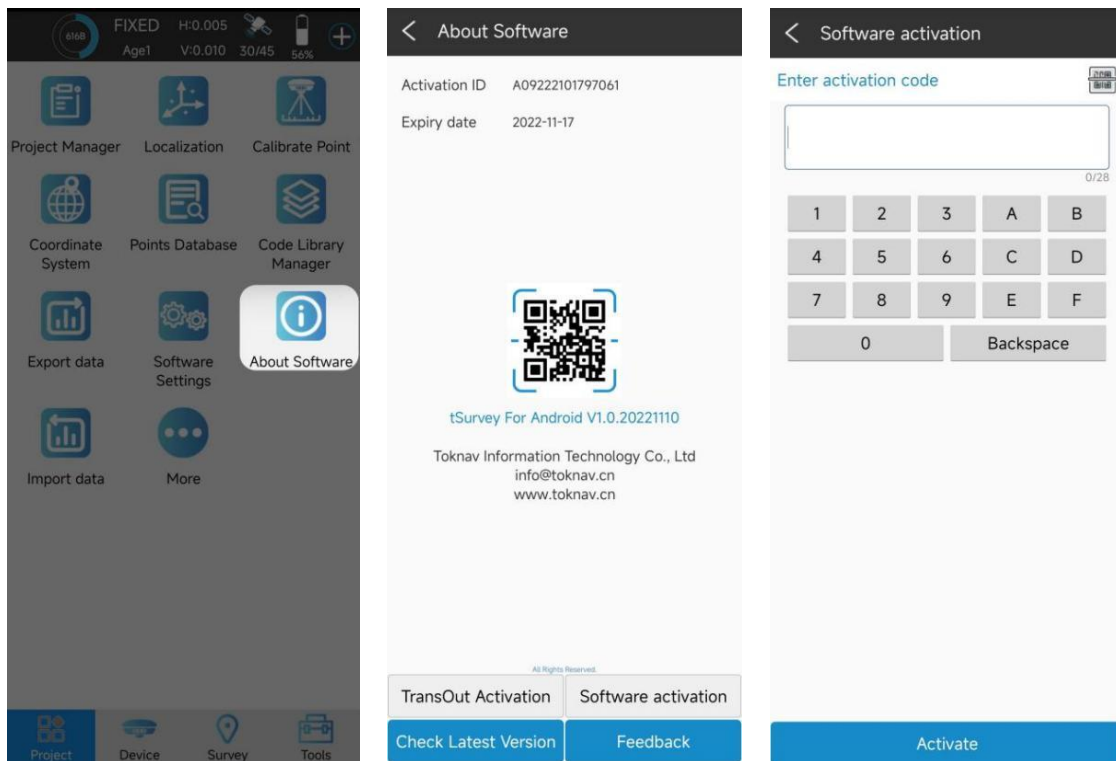 6168
FIXED H:0.005
Age1 V:0.010 30/45 56%
Project Manager
Localization
Calibrate Point
Coordinate
System
Points Database
Code Library
Manager
Export data
Software
Settings
About Software
Import data
More
Project
Device
Survey
Tools
About Software
Activation ID A09222101797061
Expiry date 2022-11-17
tSurvey For Android V1.0.20221110
Toknav Information Technology Co., Ltd
info@toknav.cn
www.toknav.cn
All Rights Reserved.
TransOut Activation
Software activation
Check Latest Version
Feedback
Software activation
Enter activation code
0/28
1 2 3 A B
4 5 6 C D
7 8 9 E F
0 Backspace
Activate